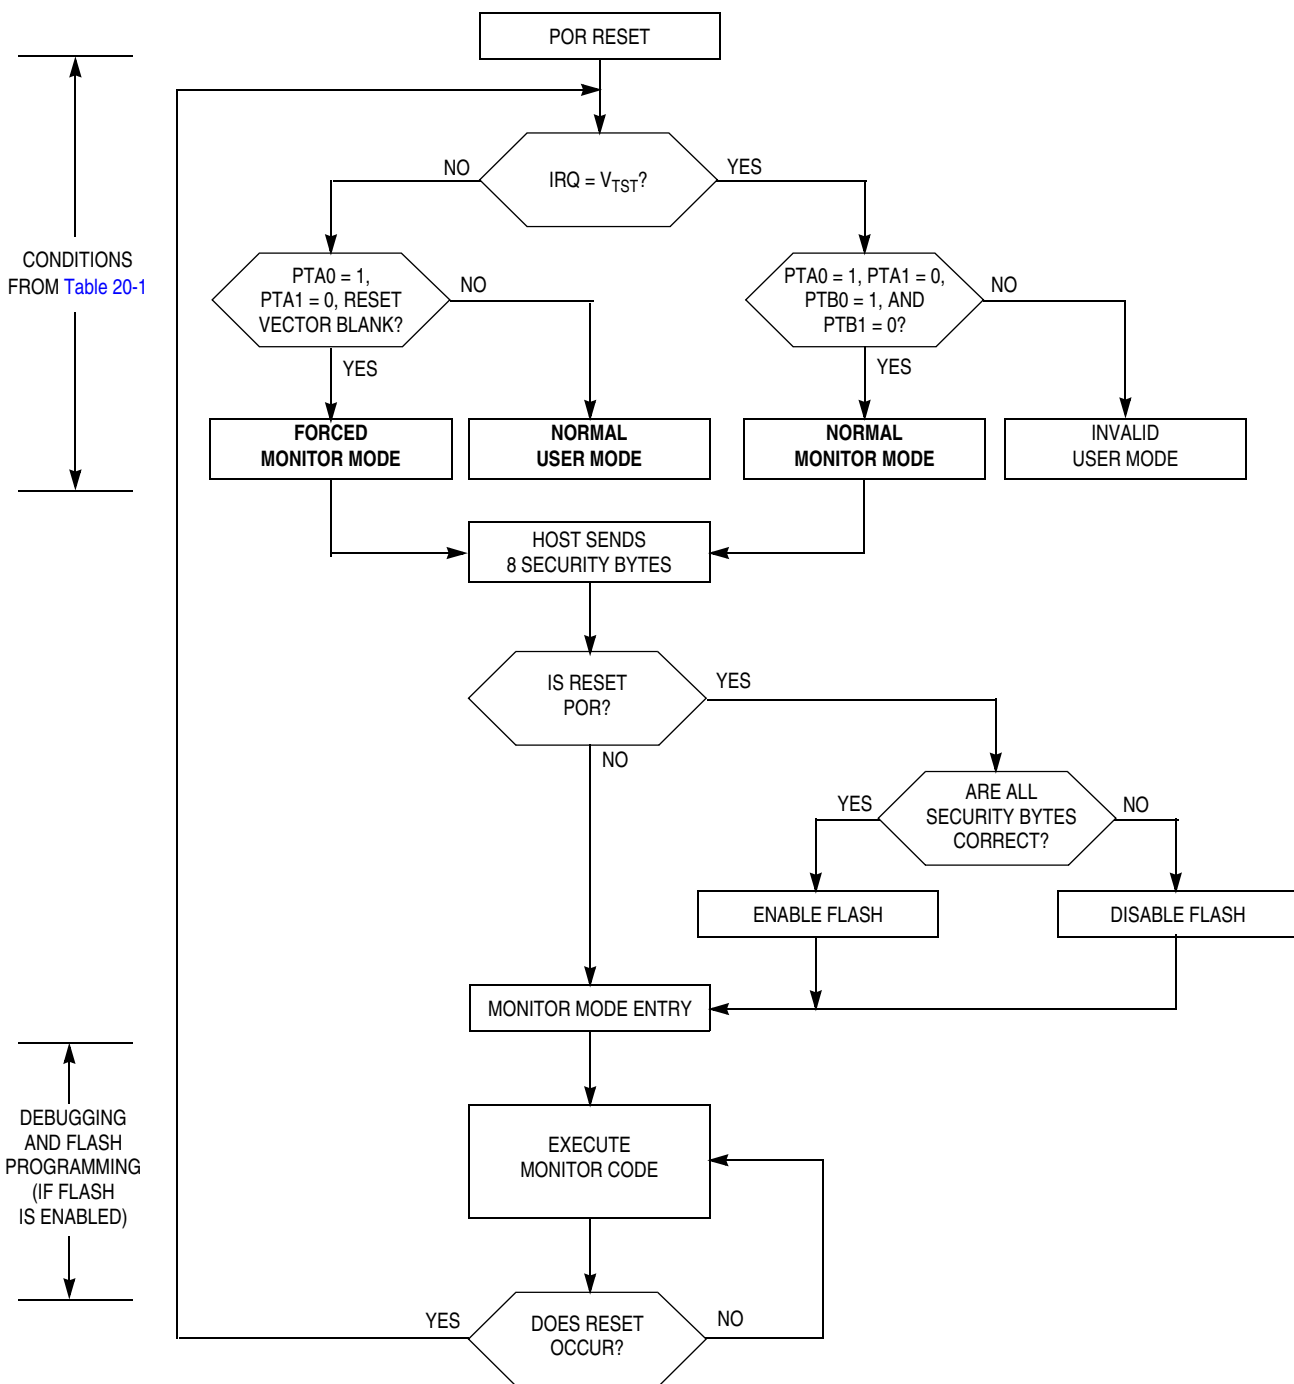 POR RESET
NO
YES
IRQ = VTST?
CONDITIONS
FROM Table 20-1
PTA0 = 1,
PTA1 = 0, RESET
VECTOR BLANK?
NO
YES
PTA0 = 1, PTA1 = 0,
PTB0 = 1, AND
PTB1 = 0?
NO
YES
FORCED
MONITOR MODE
NORMAL
USER MODE
NORMAL
MONITOR MODE
INVALID
USER MODE
HOST SENDS
8 SECURITY BYTES
IS RESET
POR?
YES
NO
ARE ALL
SECURITY BYTES
CORRECT?
YES
NO
ENABLE FLASH
DISABLE FLASH
MONITOR MODE ENTRY
DEBUGGING
AND FLASH
PROGRAMMING
(IF FLASH
IS ENABLED)
EXECUTE
MONITOR CODE
YES
DOES RESET
OCCUR?
NO